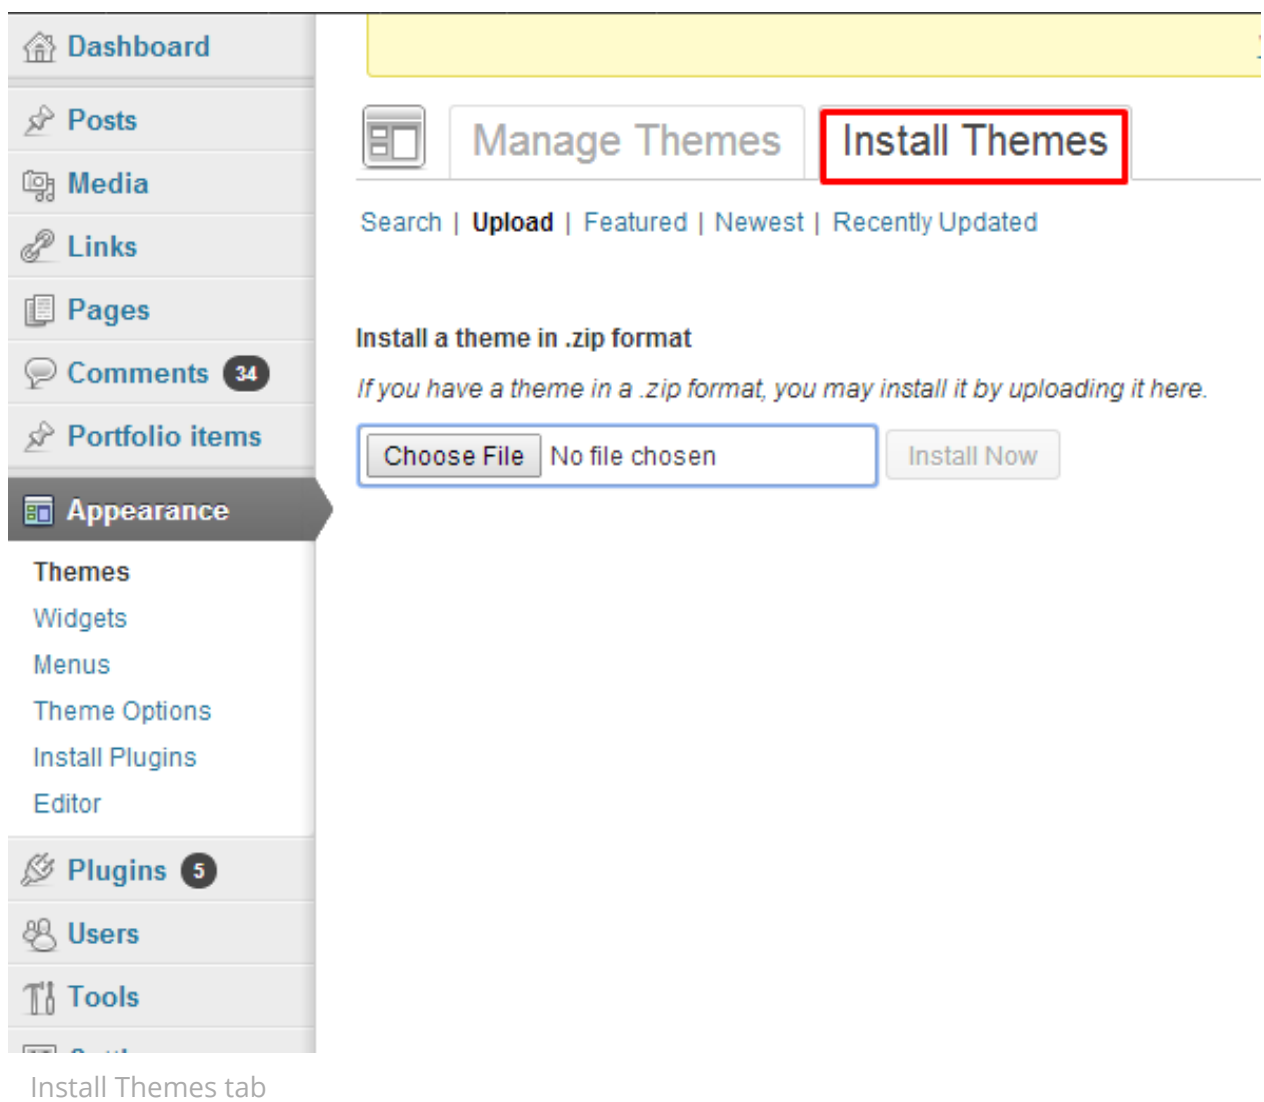 Dashboard
Posts
Media
Links
Pages
Comments 34
Portfolio items
Appearance
Themes
Widgets
Menus
Theme Options
Install Plugins
Editor
Plugins 5
Users
Tools
Manage Themes
Install Themes
Search | Upload | Featured | Newest | Recently Updated
Install a theme in .zip format
If you have a theme in a .zip format, you may install it by uploading it here.
Choose File No file chosen
Install Now
Install Themes tab